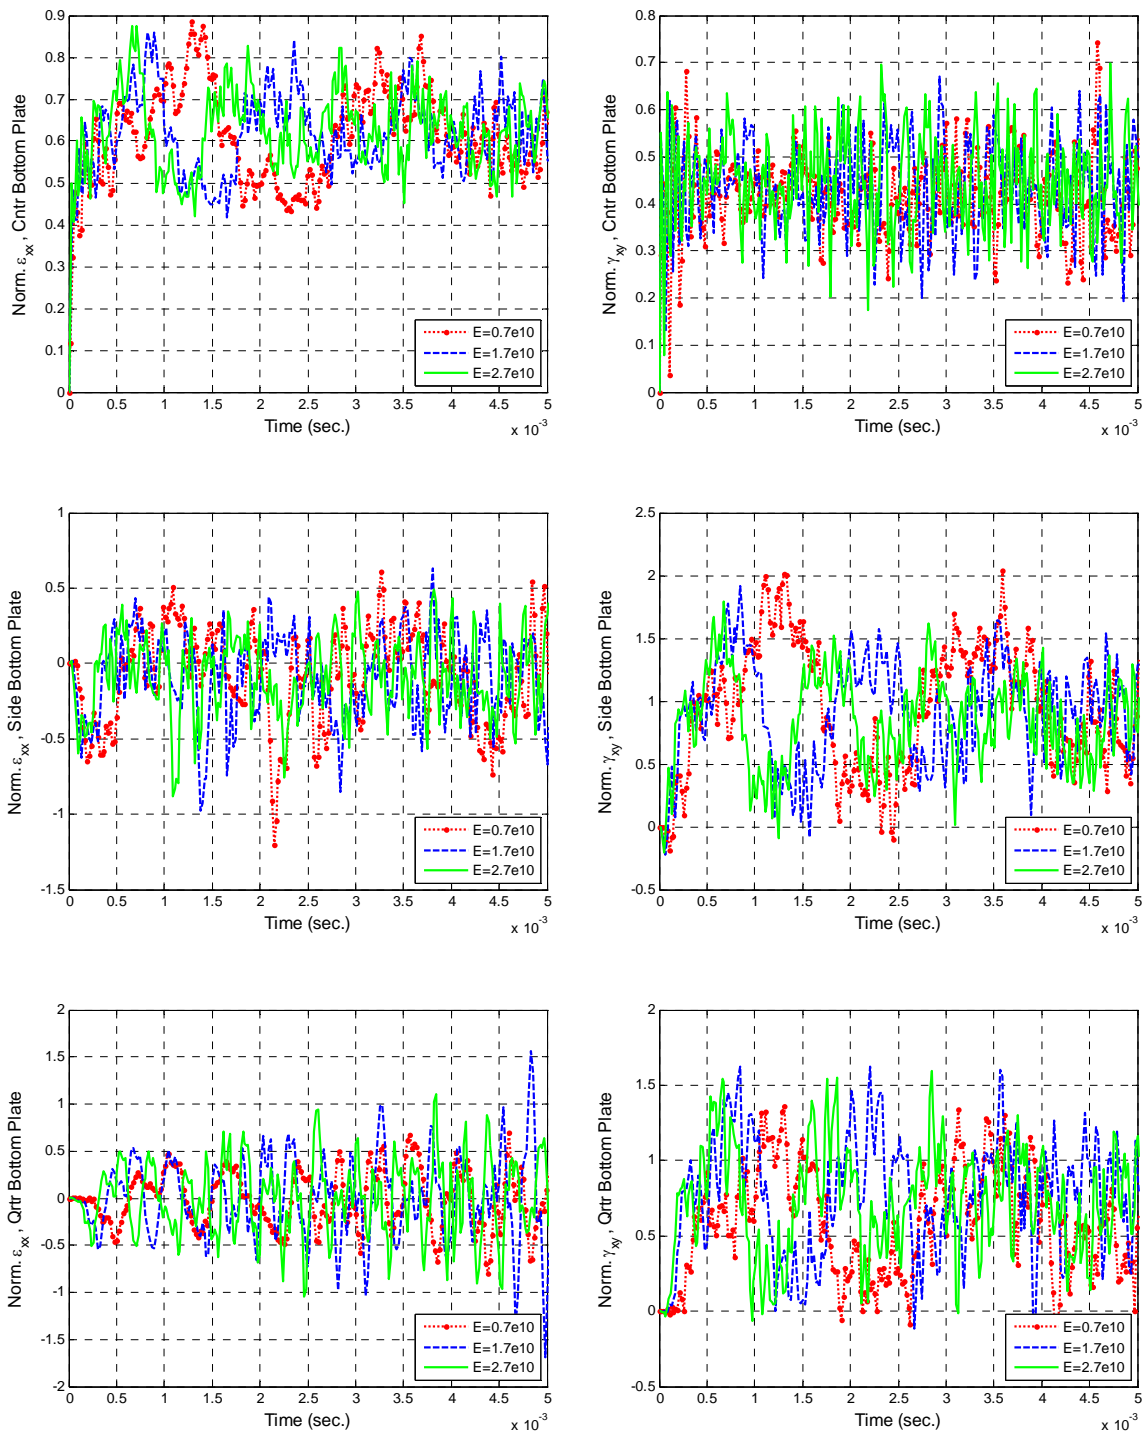 0.9
0.8
0.7
0.6
0.5
0.4
0.3
0.2
0.1
0
Norm. εxx , Cntr Bottom Plate
E=0.7e10
E=1.7e10
E=2.7e10
0 0.5 1 1.5 2 2.5 3 3.5 4 4.5 5
Time (sec.)
x 10-3
0.8
0.7
0.6
0.5
0.4
0.3
0.2
0.1
0
Norm. γxy , Cntr Bottom Plate
E=0.7e10
E=1.7e10
E=2.7e10
0 0.5 1 1.5 2 2.5 3 3.5 4 4.5 5
Time (sec.)
x 10-3
1
0.5
0
-0.5
-1
-1.5
Norm. εxx , Side Bottom Plate
E=0.7e10
E=1.7e10
E=2.7e10
0 0.5 1 1.5 2 2.5 3 3.5 4 4.5 5
Time (sec.)
x 10-3
2.5
2
1.5
1
0.5
0
-0.5
Norm. γxy , Side Bottom Plate
E=0.7e10
E=1.7e10
E=2.7e10
0 0.5 1 1.5 2 2.5 3 3.5 4 4.5 5
Time (sec.)
x 10-3
2
1.5
1
0.5
0
-0.5
-1
-1.5
-2
Norm. εxx , Qrtr Bottom Plate
E=0.7e10
E=1.7e10
E=2.7e10
0 0.5 1 1.5 2 2.5 3 3.5 4 4.5 5
Time (sec.)
x 10-3
2
1.5
1
0.5
0
-0.5
Norm. γxy , Qrtr Bottom Plate
E=0.7e10
E=1.7e10
E=2.7e10
0 0.5 1 1.5 2 2.5 3 3.5 4 4.5 5
Time (sec.)
x 10-3